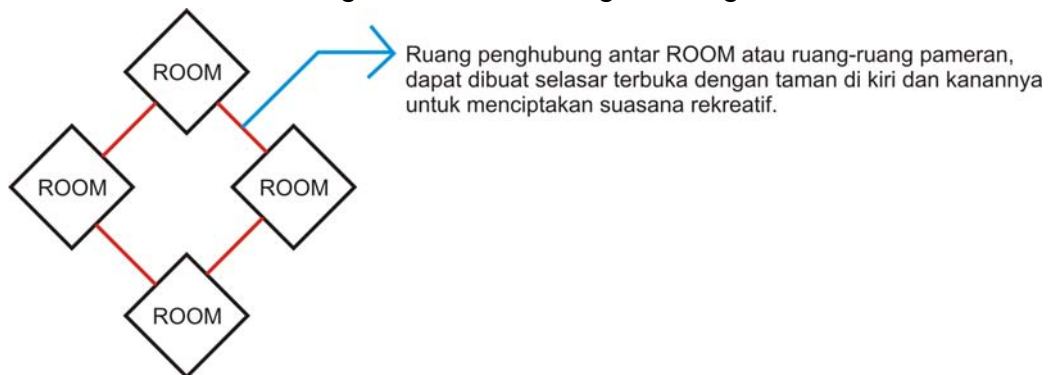 ROOM
Ruang penghubung antar ROOM atau ruang-ruang pameran,
dapat dibuat selasar terbuka dengan taman di kiri dan kanannya
untuk menciptakan suasana rekreatif.
ROOM
ROOM
ROOM